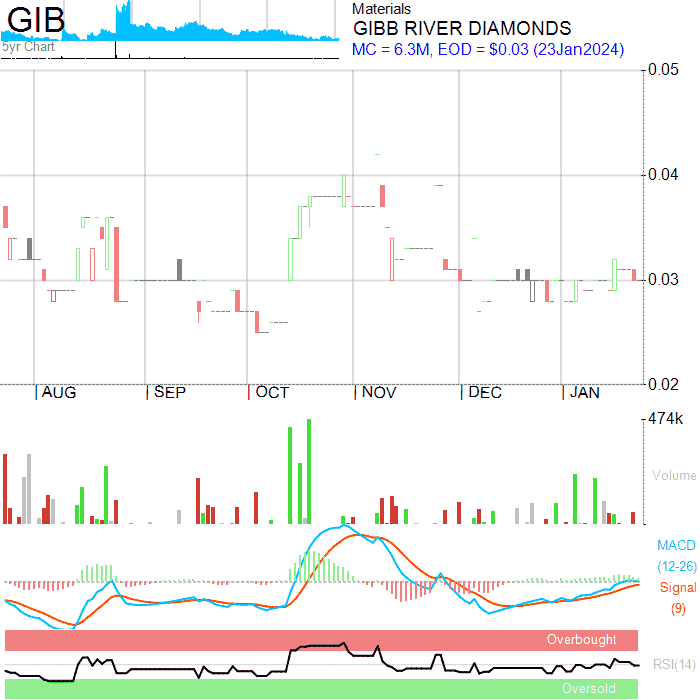 GIB
5yr Chart
Materials
GIBB RIVER DIAMONDS
MC = 6.3M, EOD = $0.03 (23Jan2024)
0.05
0.04
0.03
0.02
AUG SEP OCT NOV DEC JAN
474k
Volume
MACD
(12-26)
Signal
(9)
Overbought
RSI(14)
Oversold